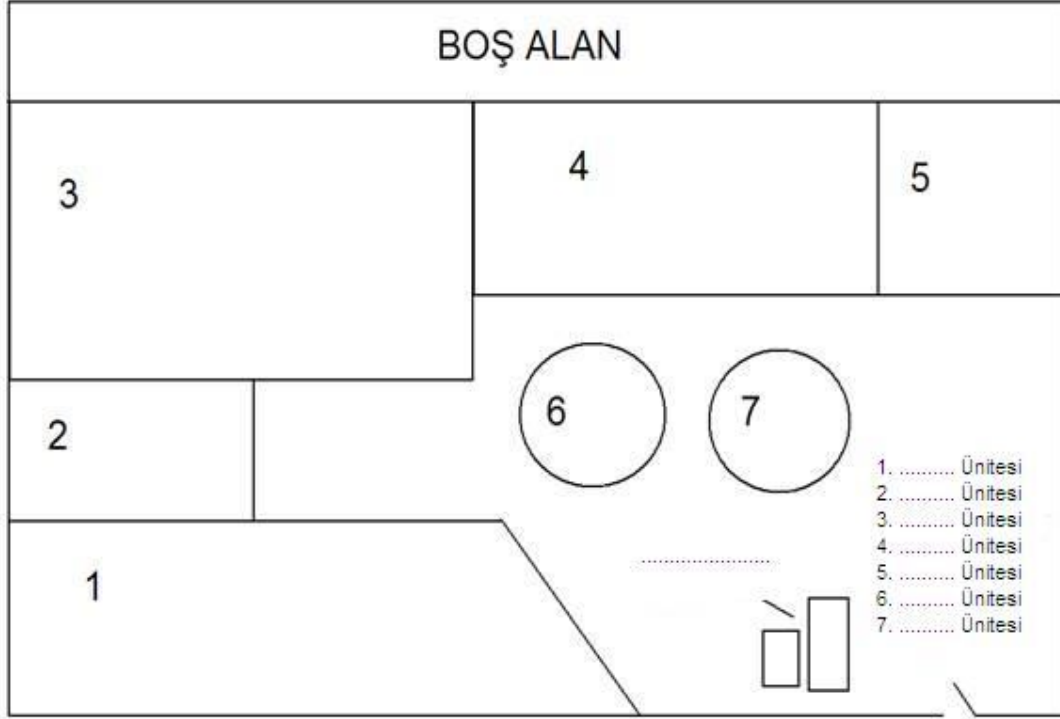 BOŞ ALAN
3
4
5
2
6
7
1
1. .......... Ünitesi
2. .......... Ünitesi
3. .......... Ünitesi
4. .......... Ünitesi
5. .......... Ünitesi
6. .......... Ünitesi
7. .......... Ünitesi
.......................